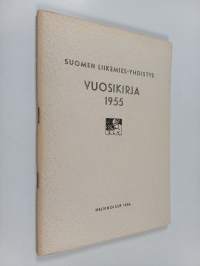 SUOMEN LIIKEMIES-YHDISTYS
VUOSIKIRJA
1955